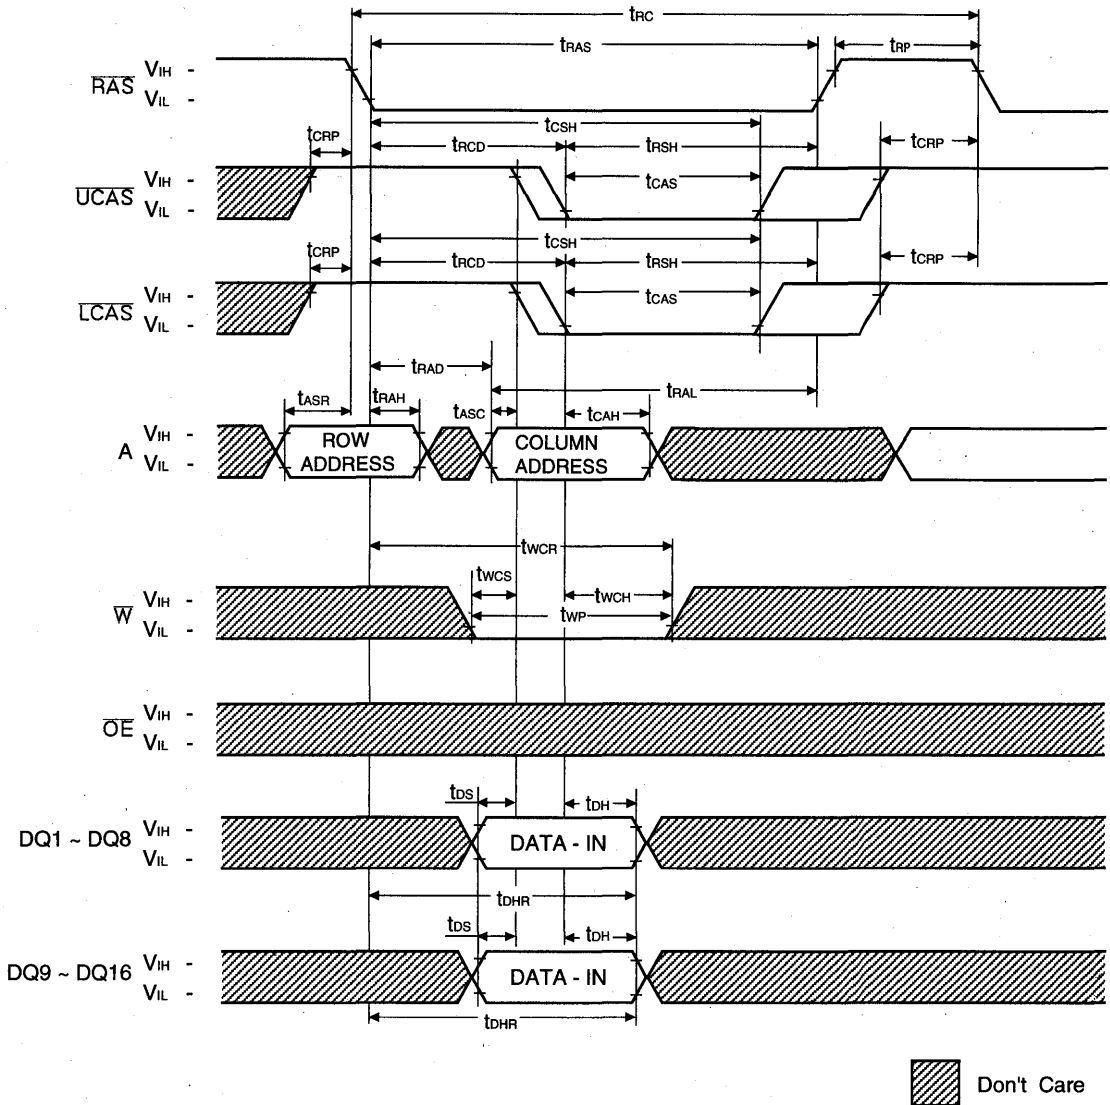 tRC
tRAS
tRP
RAS
VIH -
VIL -
tCSH
tCRP
tRCD
tRSH
tCRP
UCAS
VIH -
VIL -
tCAS
tCSH
tCRP
tRCD
tRSH
tCRP
LCAS
VIH -
VIL -
tCAS
tRAD
tRAL
tASR
tRAH
tASC
tCAH
A
VIH -
VIL -
ROW
ADDRESS
COLUMN
ADDRESS
tWCR
tWCS
tWCH
W
VIH -
VIL -
tWP
OE
VIH -
VIL -
tDS
tDH
DQ1 ~ DQ8
VIH -
VIL -
DATA - IN
tDHR
tDS
tDH
DQ9 ~ DQ16
VIH -
VIL -
DATA - IN
tDHR
Don't Care